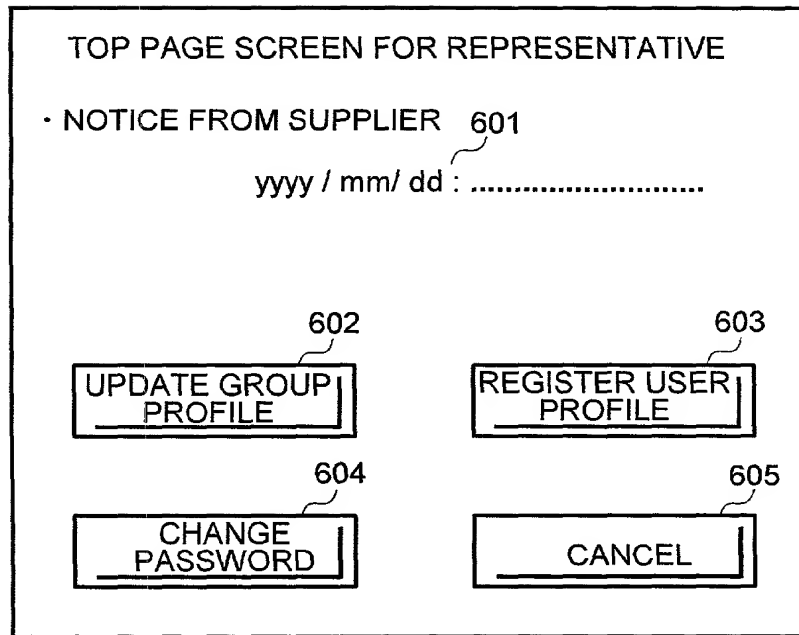 TOP PAGE SCREEN FOR REPRESENTATIVE
· NOTICE FROM SUPPLIER 601
yyyy / mm/ dd : ............................
602
603
UPDATE GROUP
PROFILE
REGISTER USER
PROFILE
604
605
CHANGE
PASSWORD
CANCEL